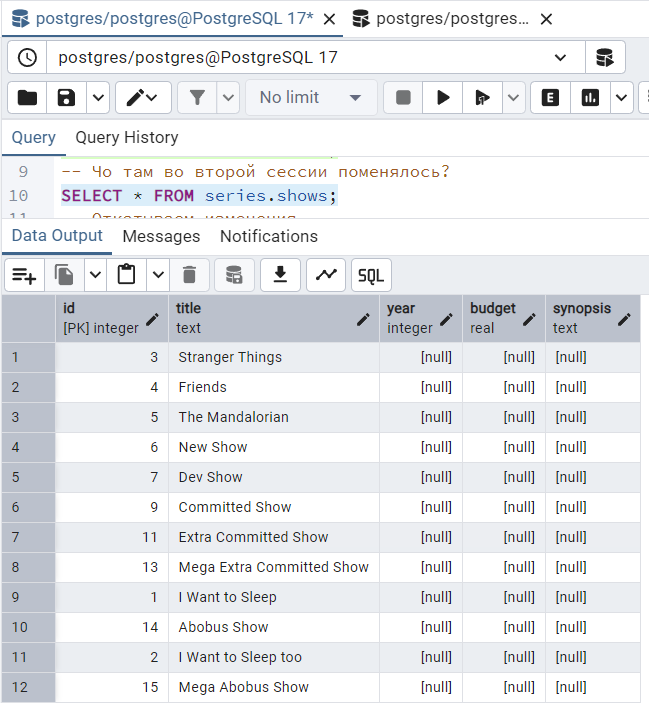 postgres/postgres@PostgreSQL 17*
postgres/postgres...
postgres/postgres@PostgreSQL 17
No limit
E
Query Query History
9 -- Чо там во второй сессии поменялось?
10 SELECT * FROM series.shows;
11 -- Откатываем изменения
Data Output Messages Notifications
SQL
id title year budget synopsis
[PK] integer text integer real text
1 3 Stranger Things [null] [null] [null]
2 4 Friends [null] [null] [null]
3 5 The Mandalorian [null] [null] [null]
4 6 New Show [null] [null] [null]
5 7 Dev Show [null] [null] [null]
6 9 Committed Show [null] [null] [null]
7 11 Extra Committed Show [null] [null] [null]
8 13 Mega Extra Committed Show [null] [null] [null]
9 1 I Want to Sleep [null] [null] [null]
10 14 Abobus Show [null] [null] [null]
11 2 I Want to Sleep too [null] [null] [null]
12 15 Mega Abobus Show [null] [null] [null]